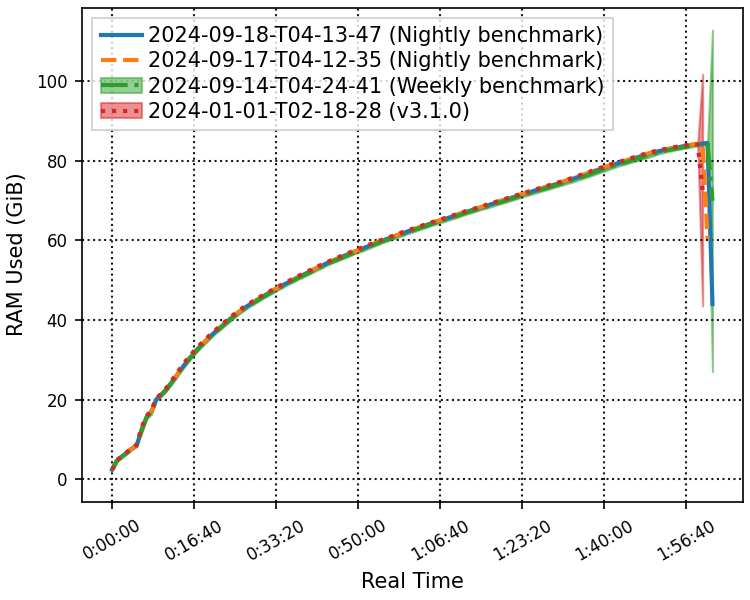 2024-09-18-T04-13-47 (Nightly benchmark)
2024-09-17-T04-12-35 (Nightly benchmark)
2024-09-14-T04-24-41 (Weekly benchmark)
2024-01-01-T02-18-28 (v3.1.0)
RAM Used (GiB)
100
80
60
40
20
0
0:00:00
0:16:40
0:33:20
0:50:00
1:06:40
1:23:20
1:40:00
1:56:40
Real Time